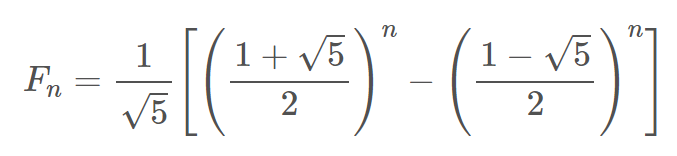 $F_n = \frac{1}{\sqrt{5}} \left[ \left( \frac{1 + \sqrt{5}}{2} \right)^n - \left( \frac{1 - \sqrt{5}}{2} \right)^n \right]$